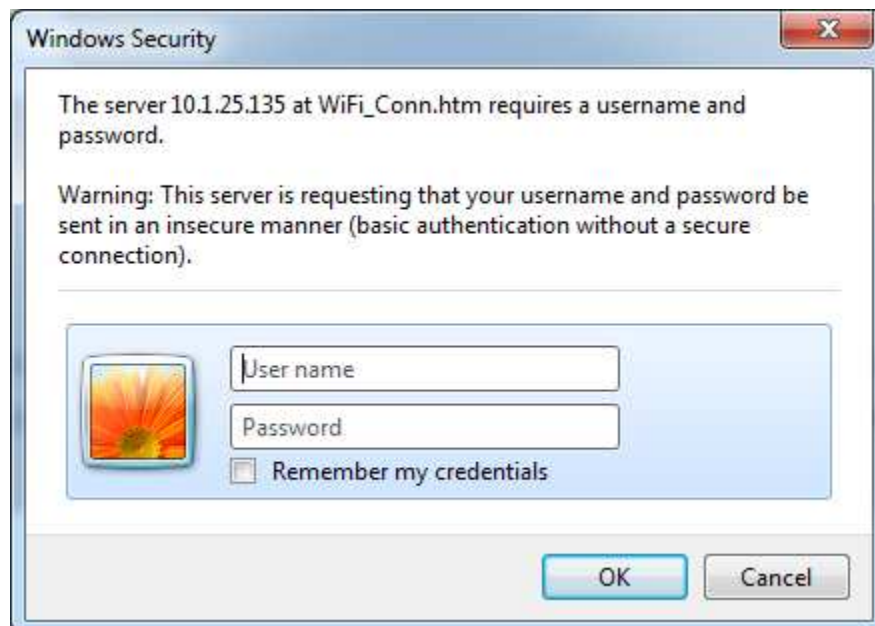 Windows Security
The server 10.1.25.135 at WiFi_Conn.htm requires a username and
password.
Warning: This server is requesting that your username and password be
sent in an insecure manner (basic authentication without a secure
connection).
User name
Password
Remember my credentials
OK
Cancel